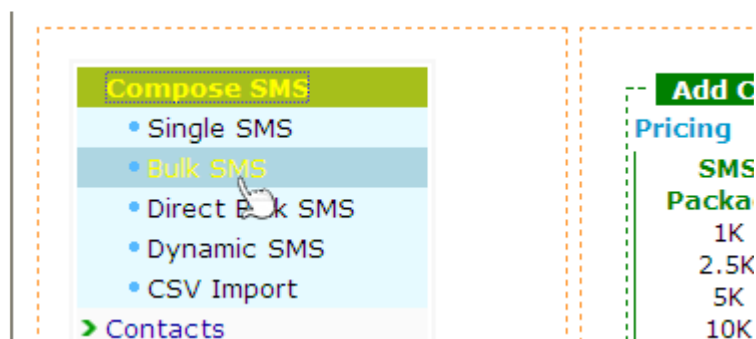 Compose SMS
Single SMS
Bulk SMS
Direct Bulk SMS
Dynamic SMS
CSV Import
Contacts
Add C
Pricing
SMS
Packa
1K
2.5K
5K
10K